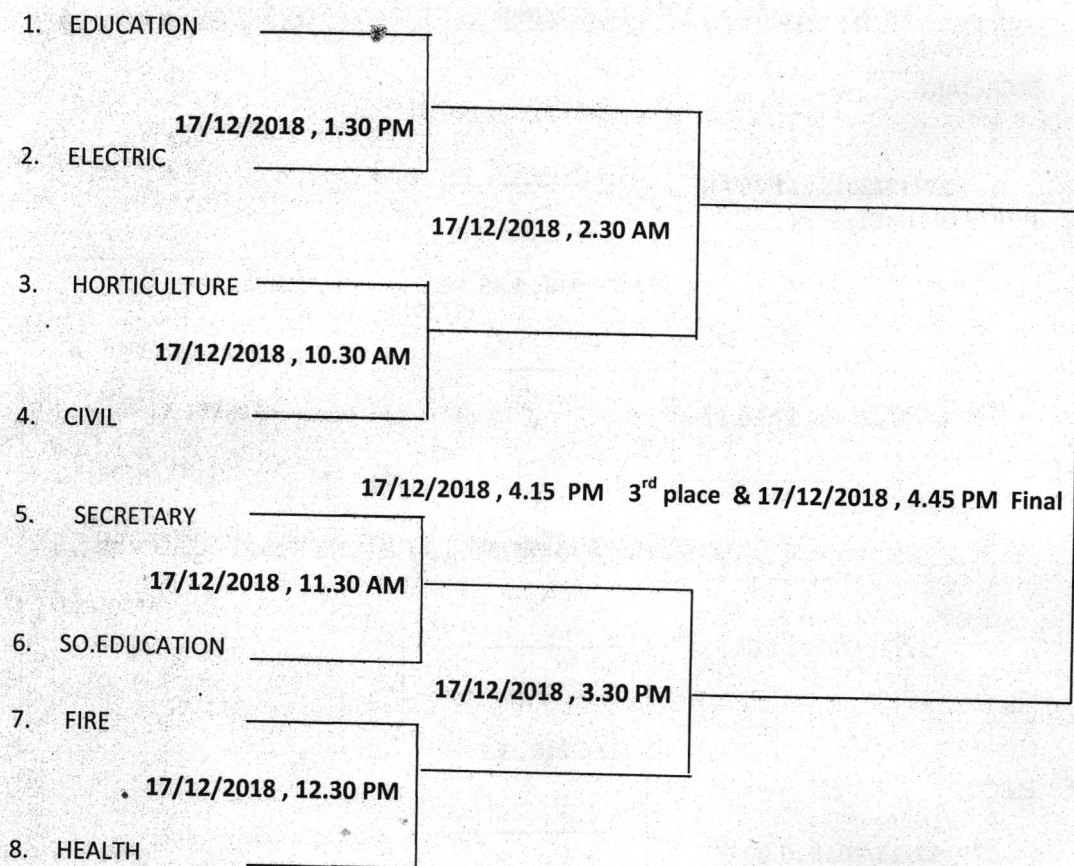 1. EDUCATION
17/12/2018 , 1.30 PM
2. ELECTRIC
17/12/2018 , 2.30 AM
3. HORTICULTURE
17/12/2018 , 10.30 AM
4. CIVIL
17/12/2018 , 4.15 PM 3rd place & 17/12/2018 , 4.45 PM Final
5. SECRETARY
17/12/2018 , 11.30 AM
6. SO.EDUCATION
17/12/2018 , 3.30 PM
7. FIRE
17/12/2018 , 12.30 PM
8. HEALTH